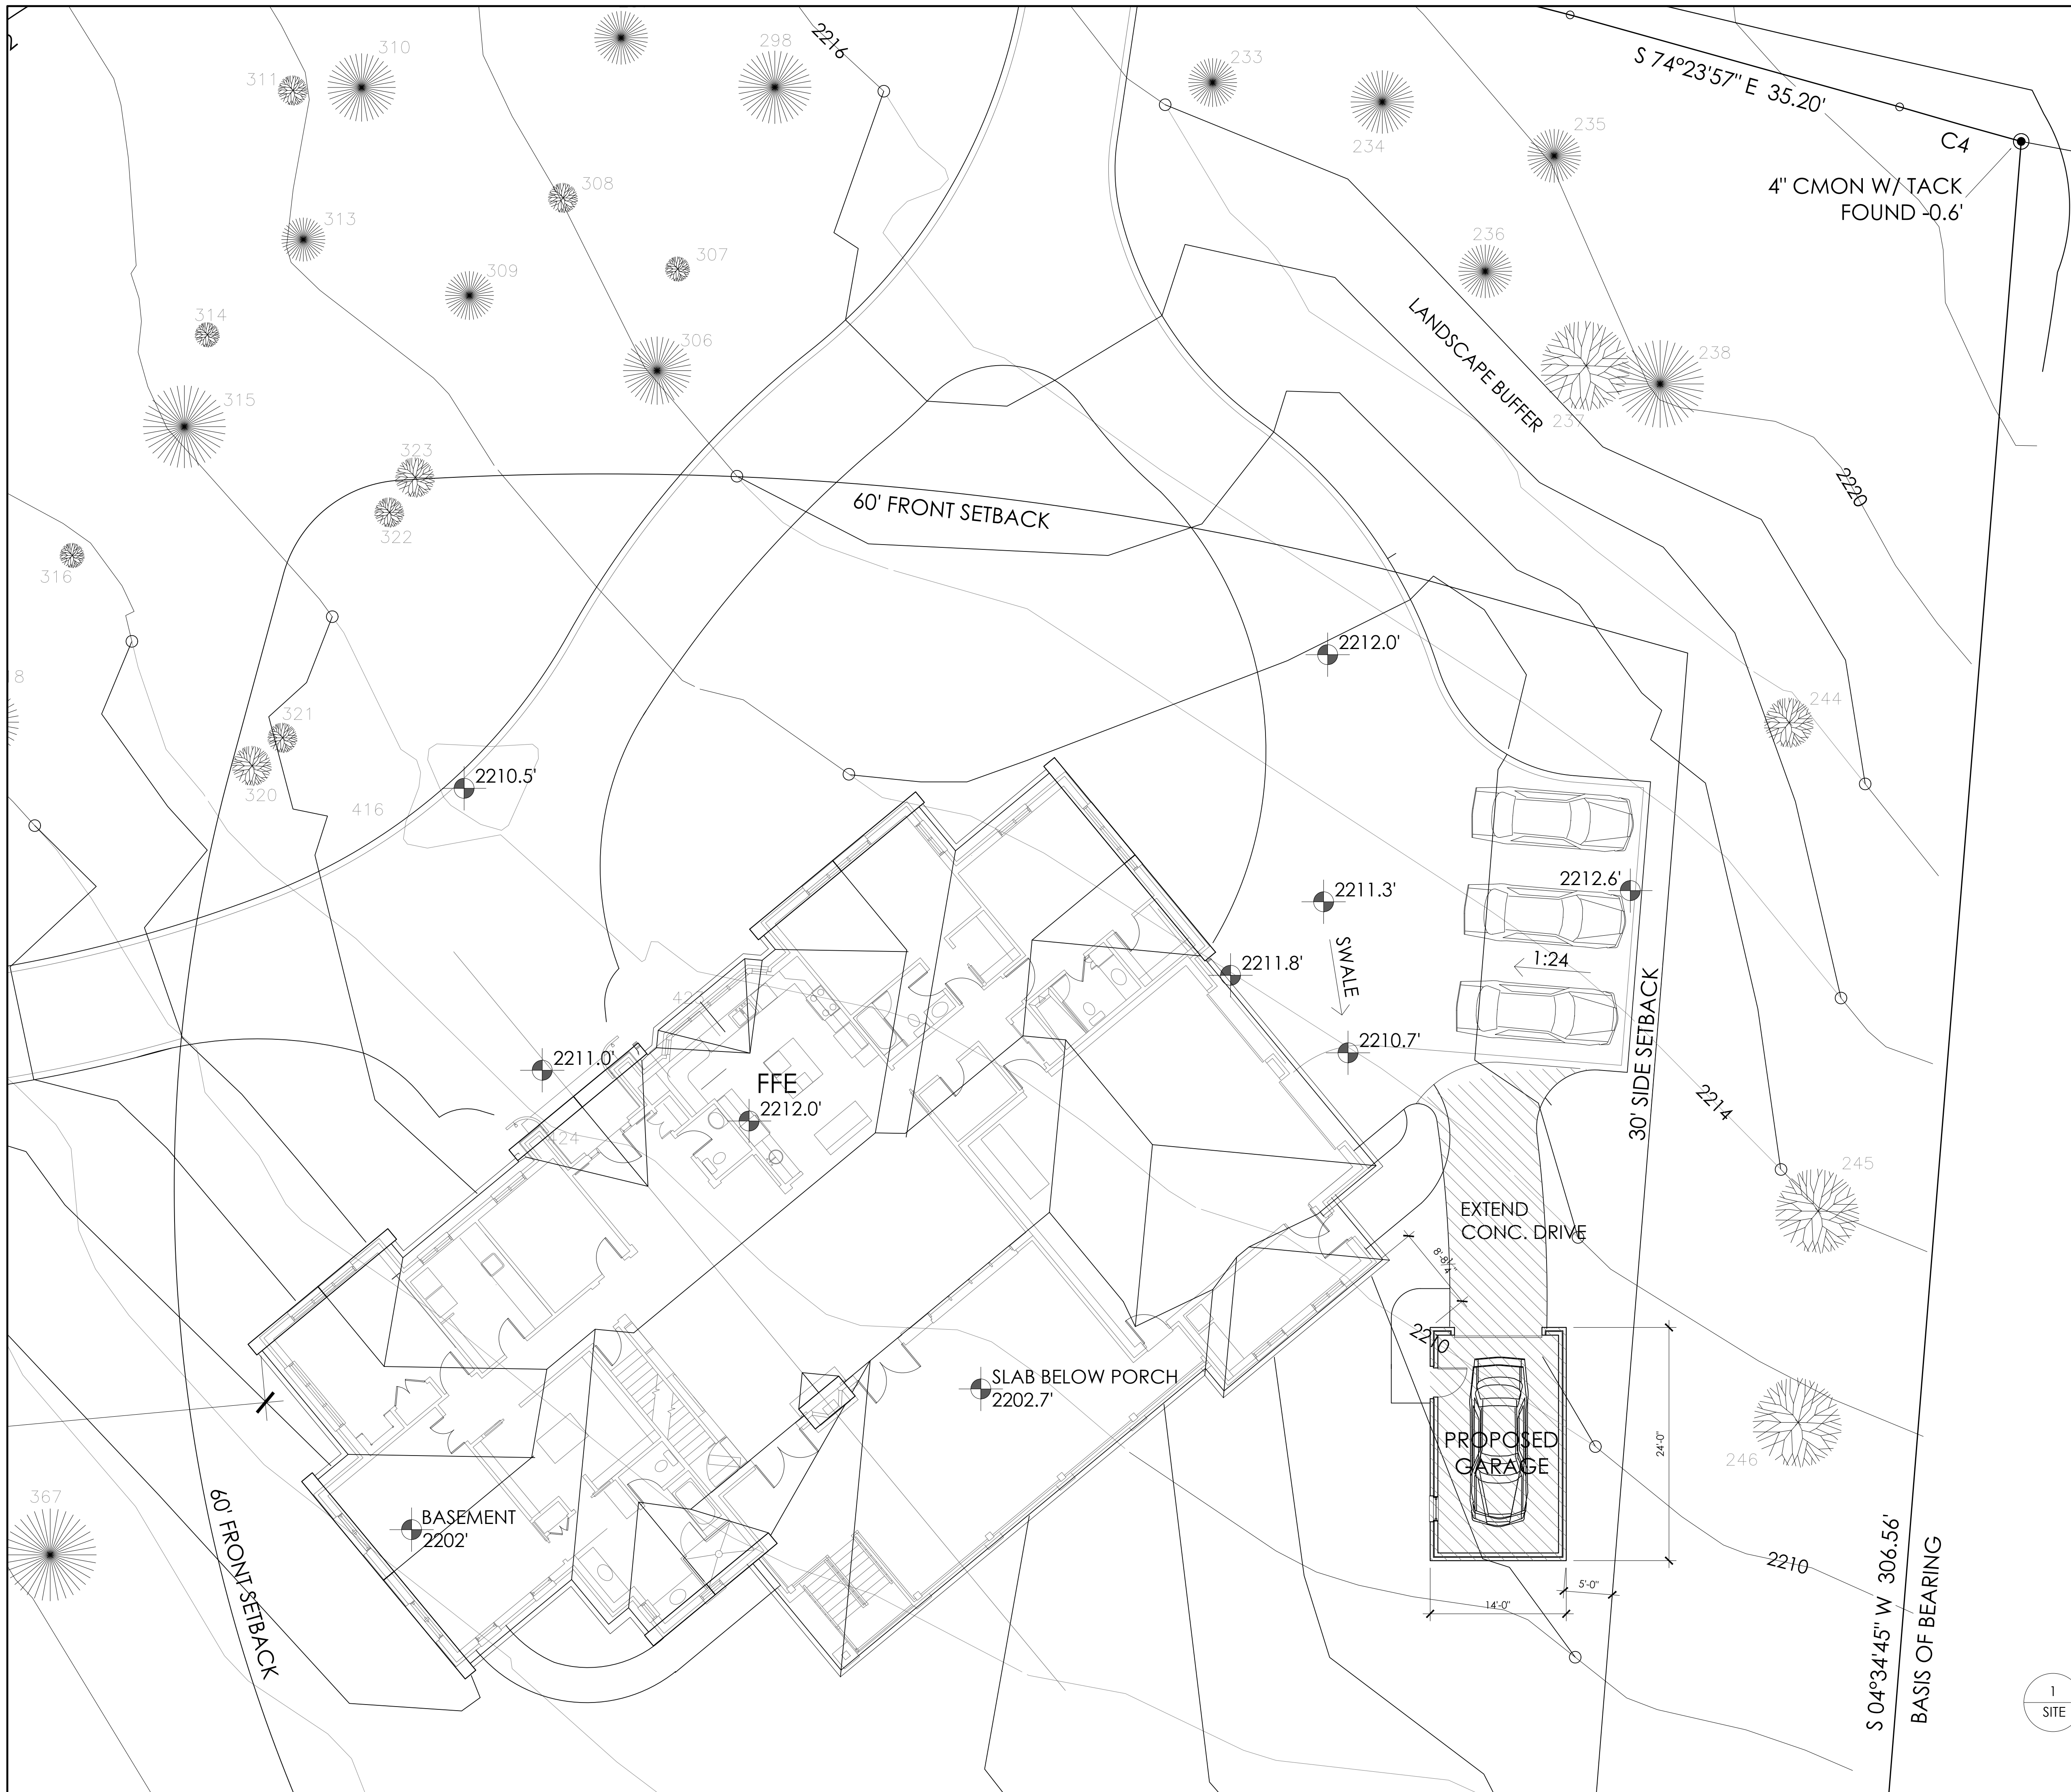 310
311
298
2216
233
234
235
S 74°23'57" E 35.20'
C4
4" CMON W/ TACK
FOUND -0.6'
308
313
307
309
236
314
306
LANDSCAPE BUFFER
238
237
315
323
322
60' FRONT SETBACK
2220
316
2212.0'
321
320
2210.5'
416
244
2212.6'
2211.3'
SWALE
2211.8'
1:24
30' SIDE SETBACK
2210.7'
2211.0'
FFE
2212.0'
424
2214
245
EXTEND
CONC. DRIVE
2210
SLAB BELOW PORCH
2202.7'
PROPOSED
GARAGE
24'-0"
246
367
BASEMENT
2202'
60' FRONT SETBACK
2210
5'-0"
14'-0"
S 04°34'45" W 306.56'
BASIS OF BEARING
1
SITE